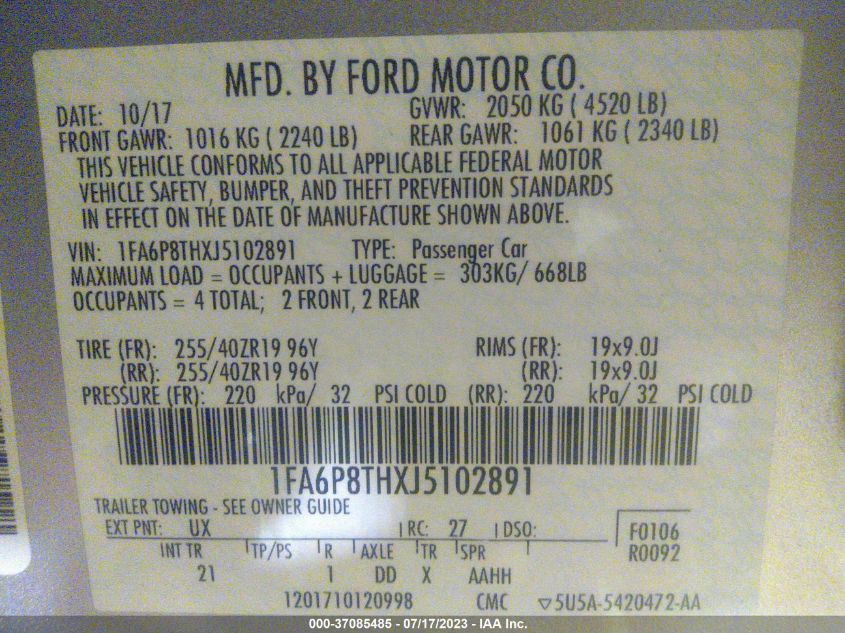 MFD. BY FORD MOTOR CO.
DATE: 10/17 GVWR: 2050 KG ( 4520 LB)
FRONT GAWR: 1016 KG ( 2240 LB) REAR GAWR: 1061 KG ( 2340 LB)
THIS VEHICLE CONFORMS TO ALL APPLICABLE FEDERAL MOTOR
VEHICLE SAFETY, BUMPER, AND THEFT PREVENTION STANDARDS
IN EFFECT ON THE DATE OF MANUFACTURE SHOWN ABOVE.
VIN: 1FA6P8THXJ5102891 TYPE: Passenger Car
MAXIMUM LOAD = OCCUPANTS + LUGGAGE = 303KG/ 668LB
OCCUPANTS = 4 TOTAL; 2 FRONT, 2 REAR
TIRE (FR): 255/40ZR19 96Y RIMS (FR): 19x9.0J
(RR): 255/40ZR19 96Y (RR): 19x9.0J
PRESSURE (FR): 220 kPa/ 32 PSI COLD (RR): 220 kPa/ 32 PSI COLD
1FA6P8THXJ5102891
TRAILER TOWING - SEE OWNER GUIDE
EXT PNT: UX RC: 27 DSO: F0106
R0092
INT TR TP/PS R AXLE TR SPR
21 1 DD X AAHH
1201710120998 CMC ▽5U5A-5420472-AA
000-37085485 - 07/17/2023 - IAA Inc.